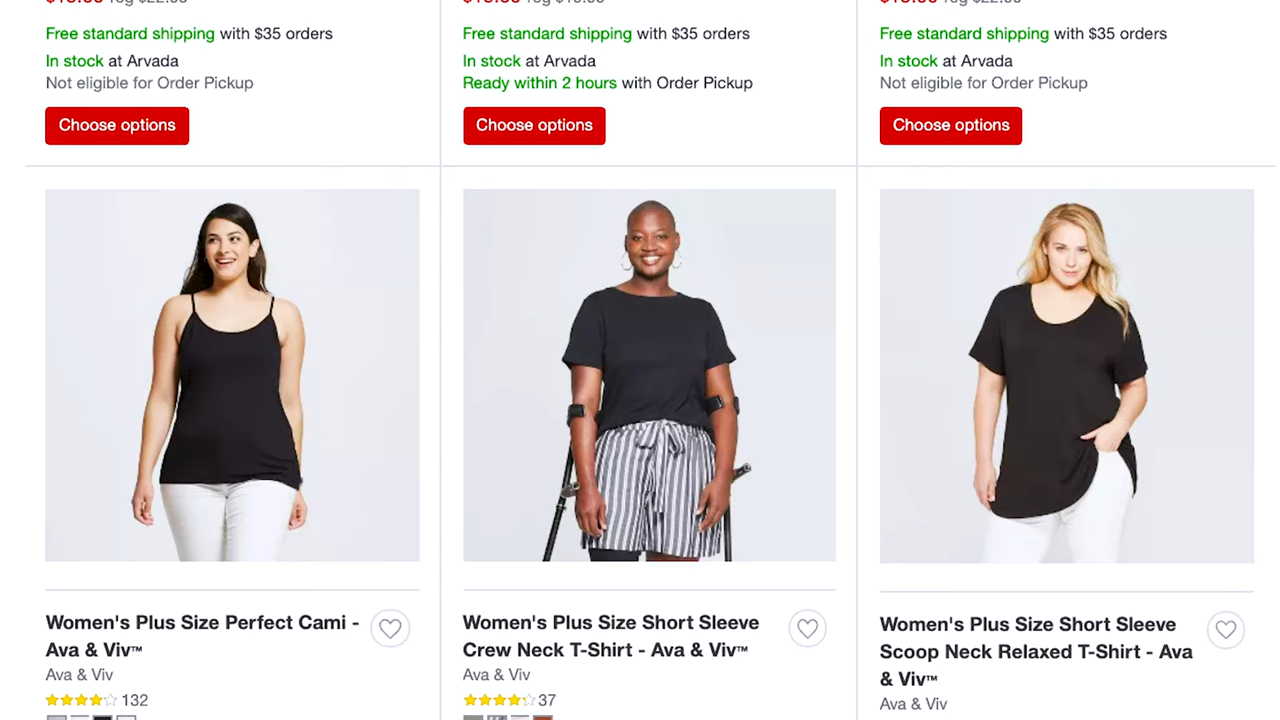 Free standard shipping with $35 orders
In stock at Arvada
Not eligible for Order Pickup
Choose options
Free standard shipping with $35 orders
In stock at Arvada
Ready within 2 hours with Order Pickup
Choose options
Free standard shipping with $35 orders
In stock at Arvada
Not eligible for Order Pickup
Choose options
Women's Plus Size Perfect Cami -
Ava & Viv™
Ava & Viv
132
Women's Plus Size Short Sleeve
Crew Neck T-Shirt - Ava & Viv™
Ava & Viv
37
Women's Plus Size Short Sleeve
Scoop Neck Relaxed T-Shirt - Ava
& Viv™
Ava & Viv